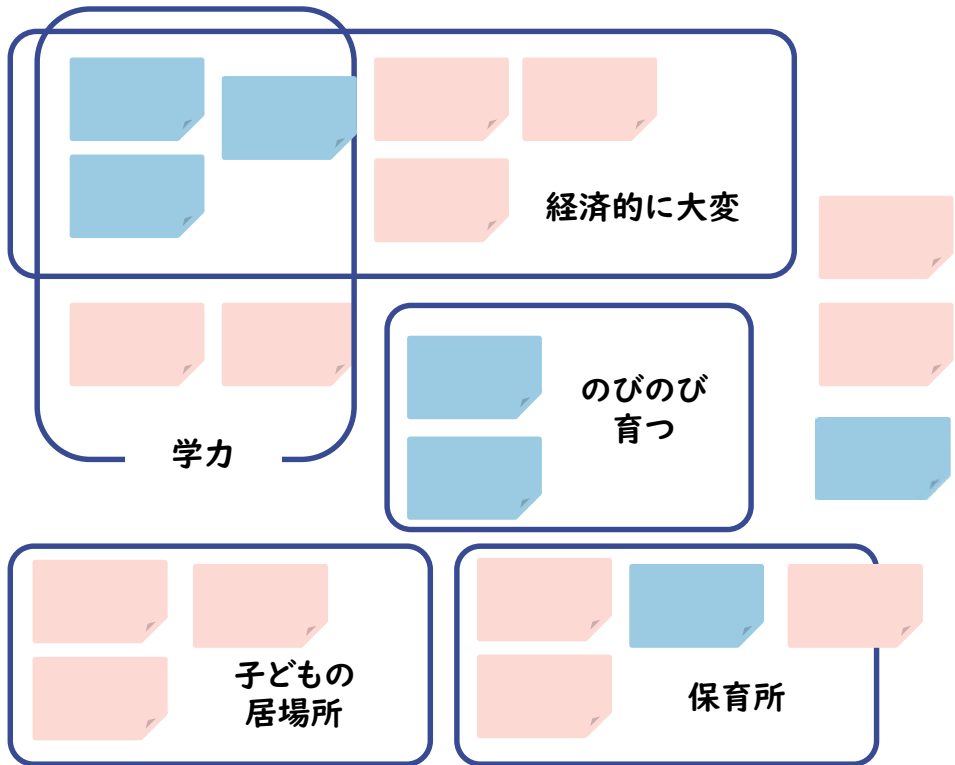 経済的に大変
のびのび
育つ
学力
子どもの
居場所
保育所